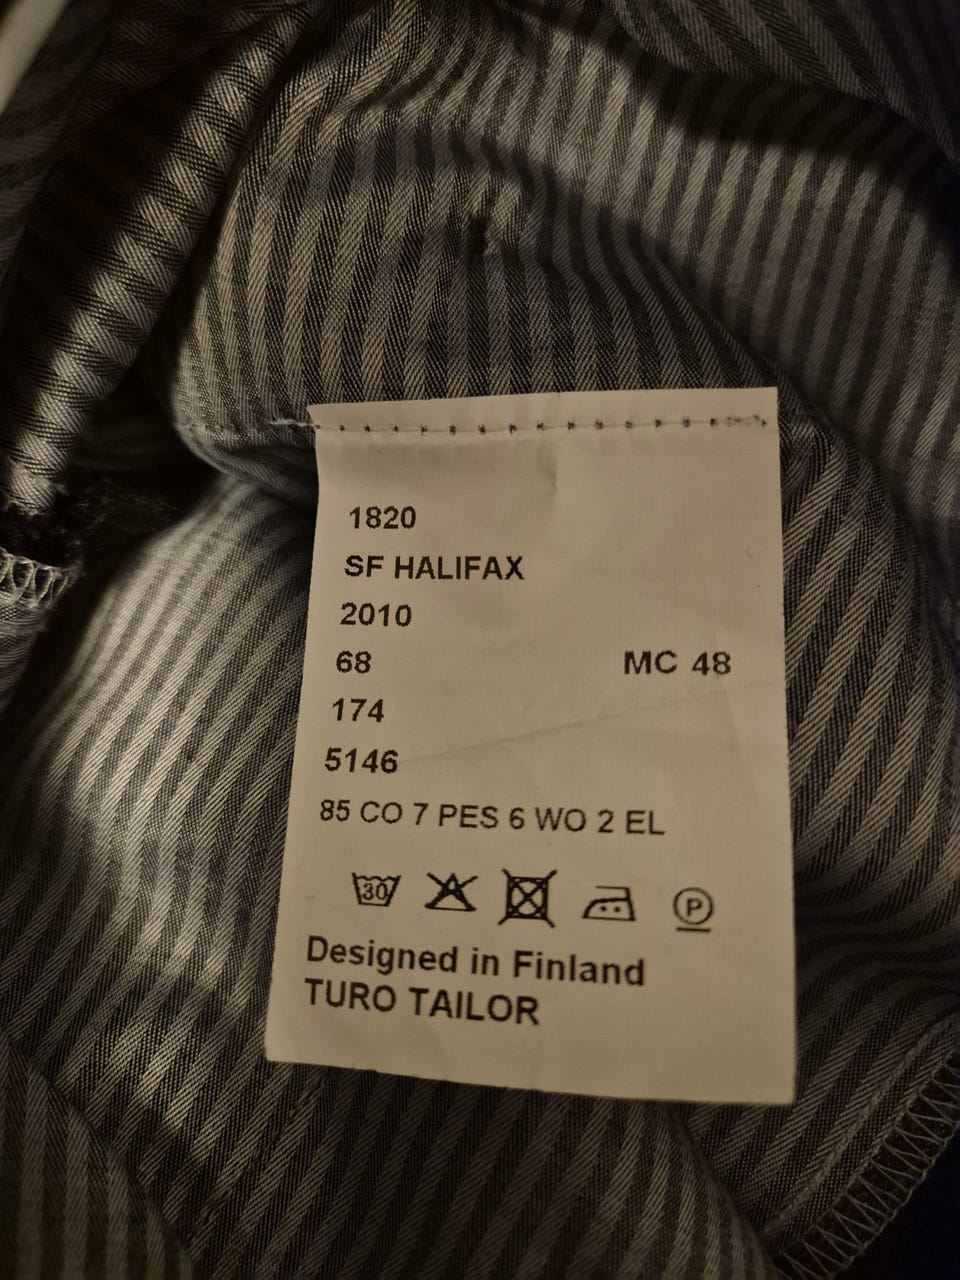 1820
SF HALIFAX
2010
68 MC 48
174
5146
85 CO 7 PES 6 WO 2 EL
30 P
Designed in Finland
TURO TAILOR